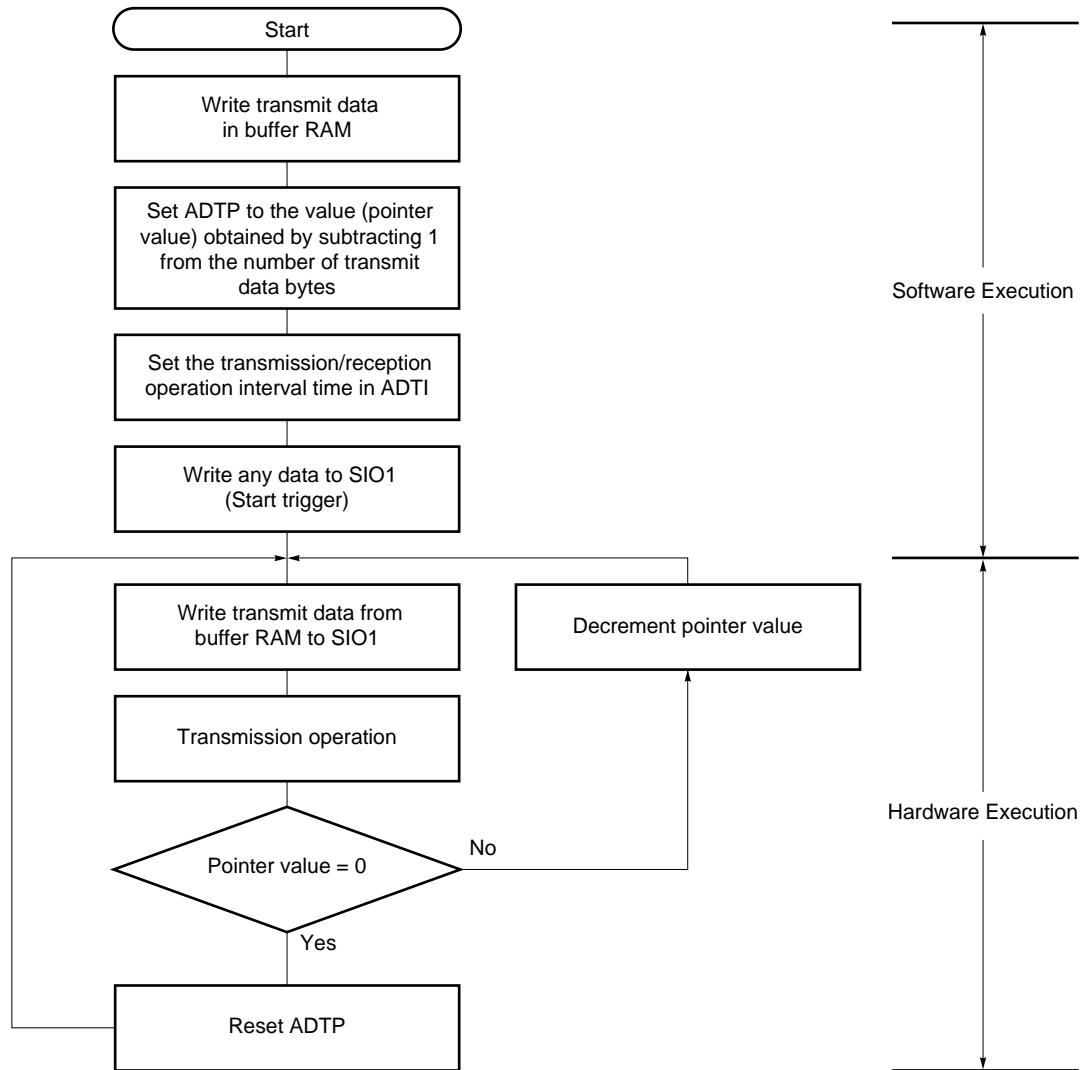 Start
Write transmit data
in buffer RAM
Set ADTP to the value (pointer
value) obtained by subtracting 1
from the number of transmit
data bytes
Software Execution
Set the transmission/reception
operation interval time in ADTI
Write any data to SIO1
(Start trigger)
Write transmit data from
buffer RAM to SIO1
Decrement pointer value
Transmission operation
Hardware Execution
Pointer value = 0
No
Yes
Reset ADTP